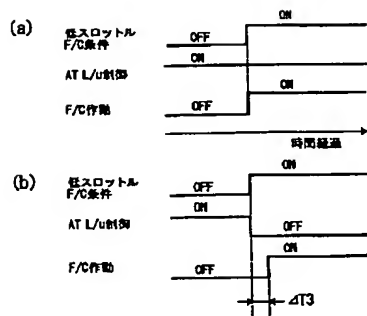 (a)
ON
低スロットル
F/C条件
OFF
ON
AT L/u制御
ON
F/C作動
OFF
時間経過
(b)
ON
低スロットル
F/C条件
OFF
ON
AT L/u制御
OFF
ON
F/C作動
OFF
⊿T3